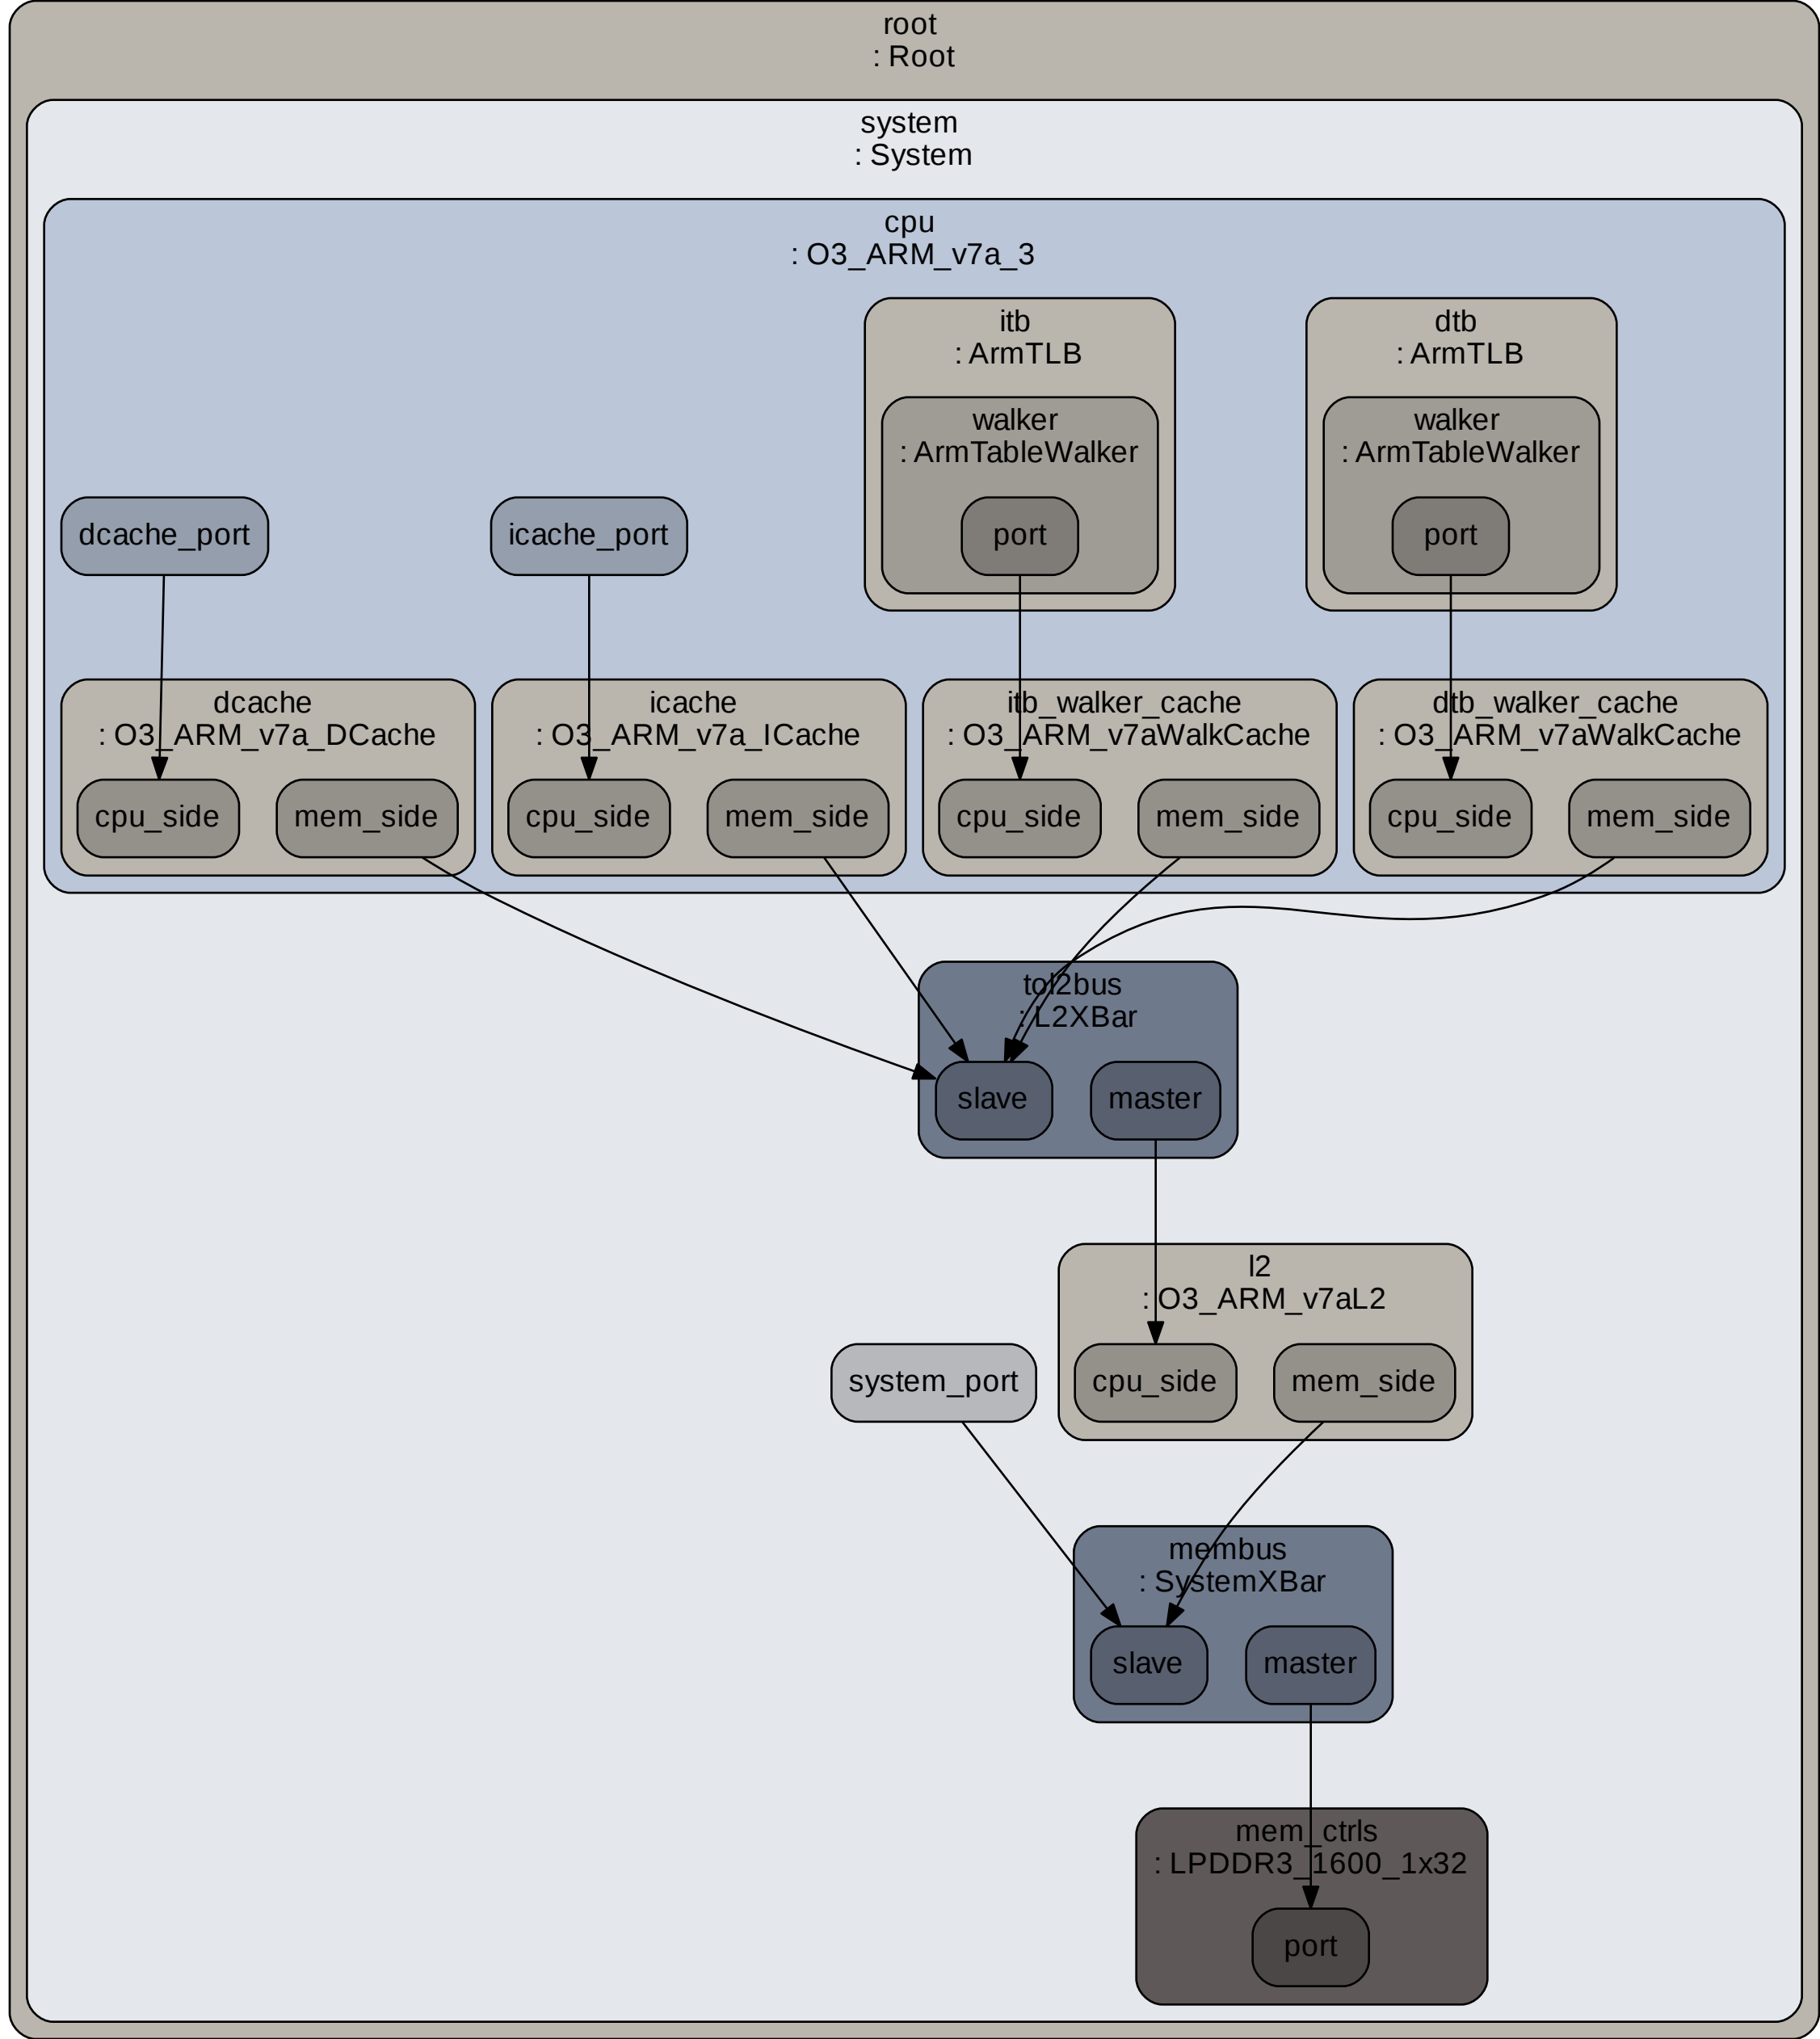 root
: Root
system
: System
cpu
: O3_ARM_v7a_3
itb
: ArmTLB
dtb
: ArmTLB
walker
: ArmTableWalker
walker
: ArmTableWalker
dcache_port
icache_port
port
port
dcache
: O3_ARM_v7a_DCache
icache
: O3_ARM_v7a_ICache
itb_walker_cache
: O3_ARM_v7aWalkCache
dtb_walker_cache
: O3_ARM_v7aWalkCache
cpu_side
mem_side
cpu_side
mem_side
cpu_side
mem_side
cpu_side
mem_side
tol2bus
: L2XBar
slave
master
l2
: O3_ARM_v7aL2
system_port
cpu_side
mem_side
membus
: SystemXBar
slave
master
mem_ctrls
: LPDDR3_1600_1x32
port